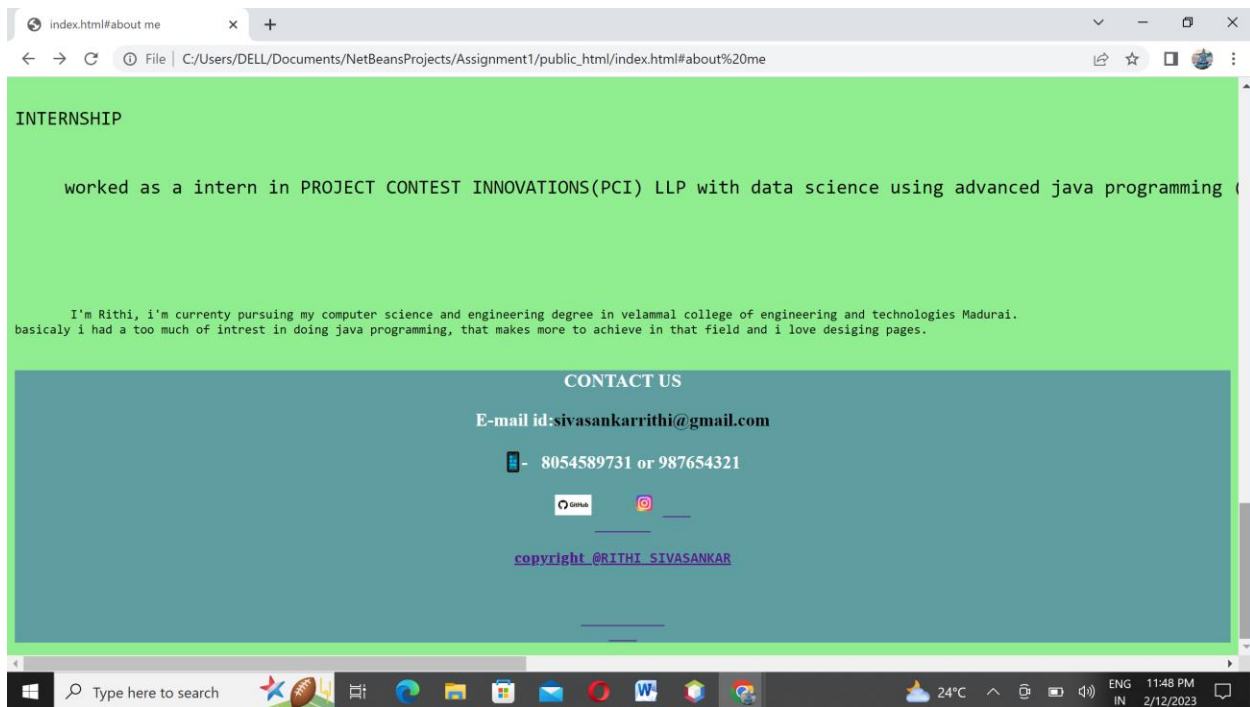 index.html#about me
File | C:/Users/DELL/Documents/NetBeansProjects/Assignment1/public_html/index.html#about%20me
INTERNSHIP
worked as a intern in PROJECT CONTEST INNOVATIONS(PCI) LLP with data science using advanced java programming (
I'm Rithi, i'm currenty pursuing my computer science and engineering degree in velammal college of engineering and technologies Madurai.
basicaly i had a too much of intrest in doing java programming, that makes more to achieve in that field and i love desiging pages.
CONTACT US
E-mail id:sivasankarrithi@gmail.com
- 8054589731 or 987654321
GitHub
copyright @RITHI SIVASANKAR
Type here to search
24°C
ENG
IN
11:48 PM
2/12/2023